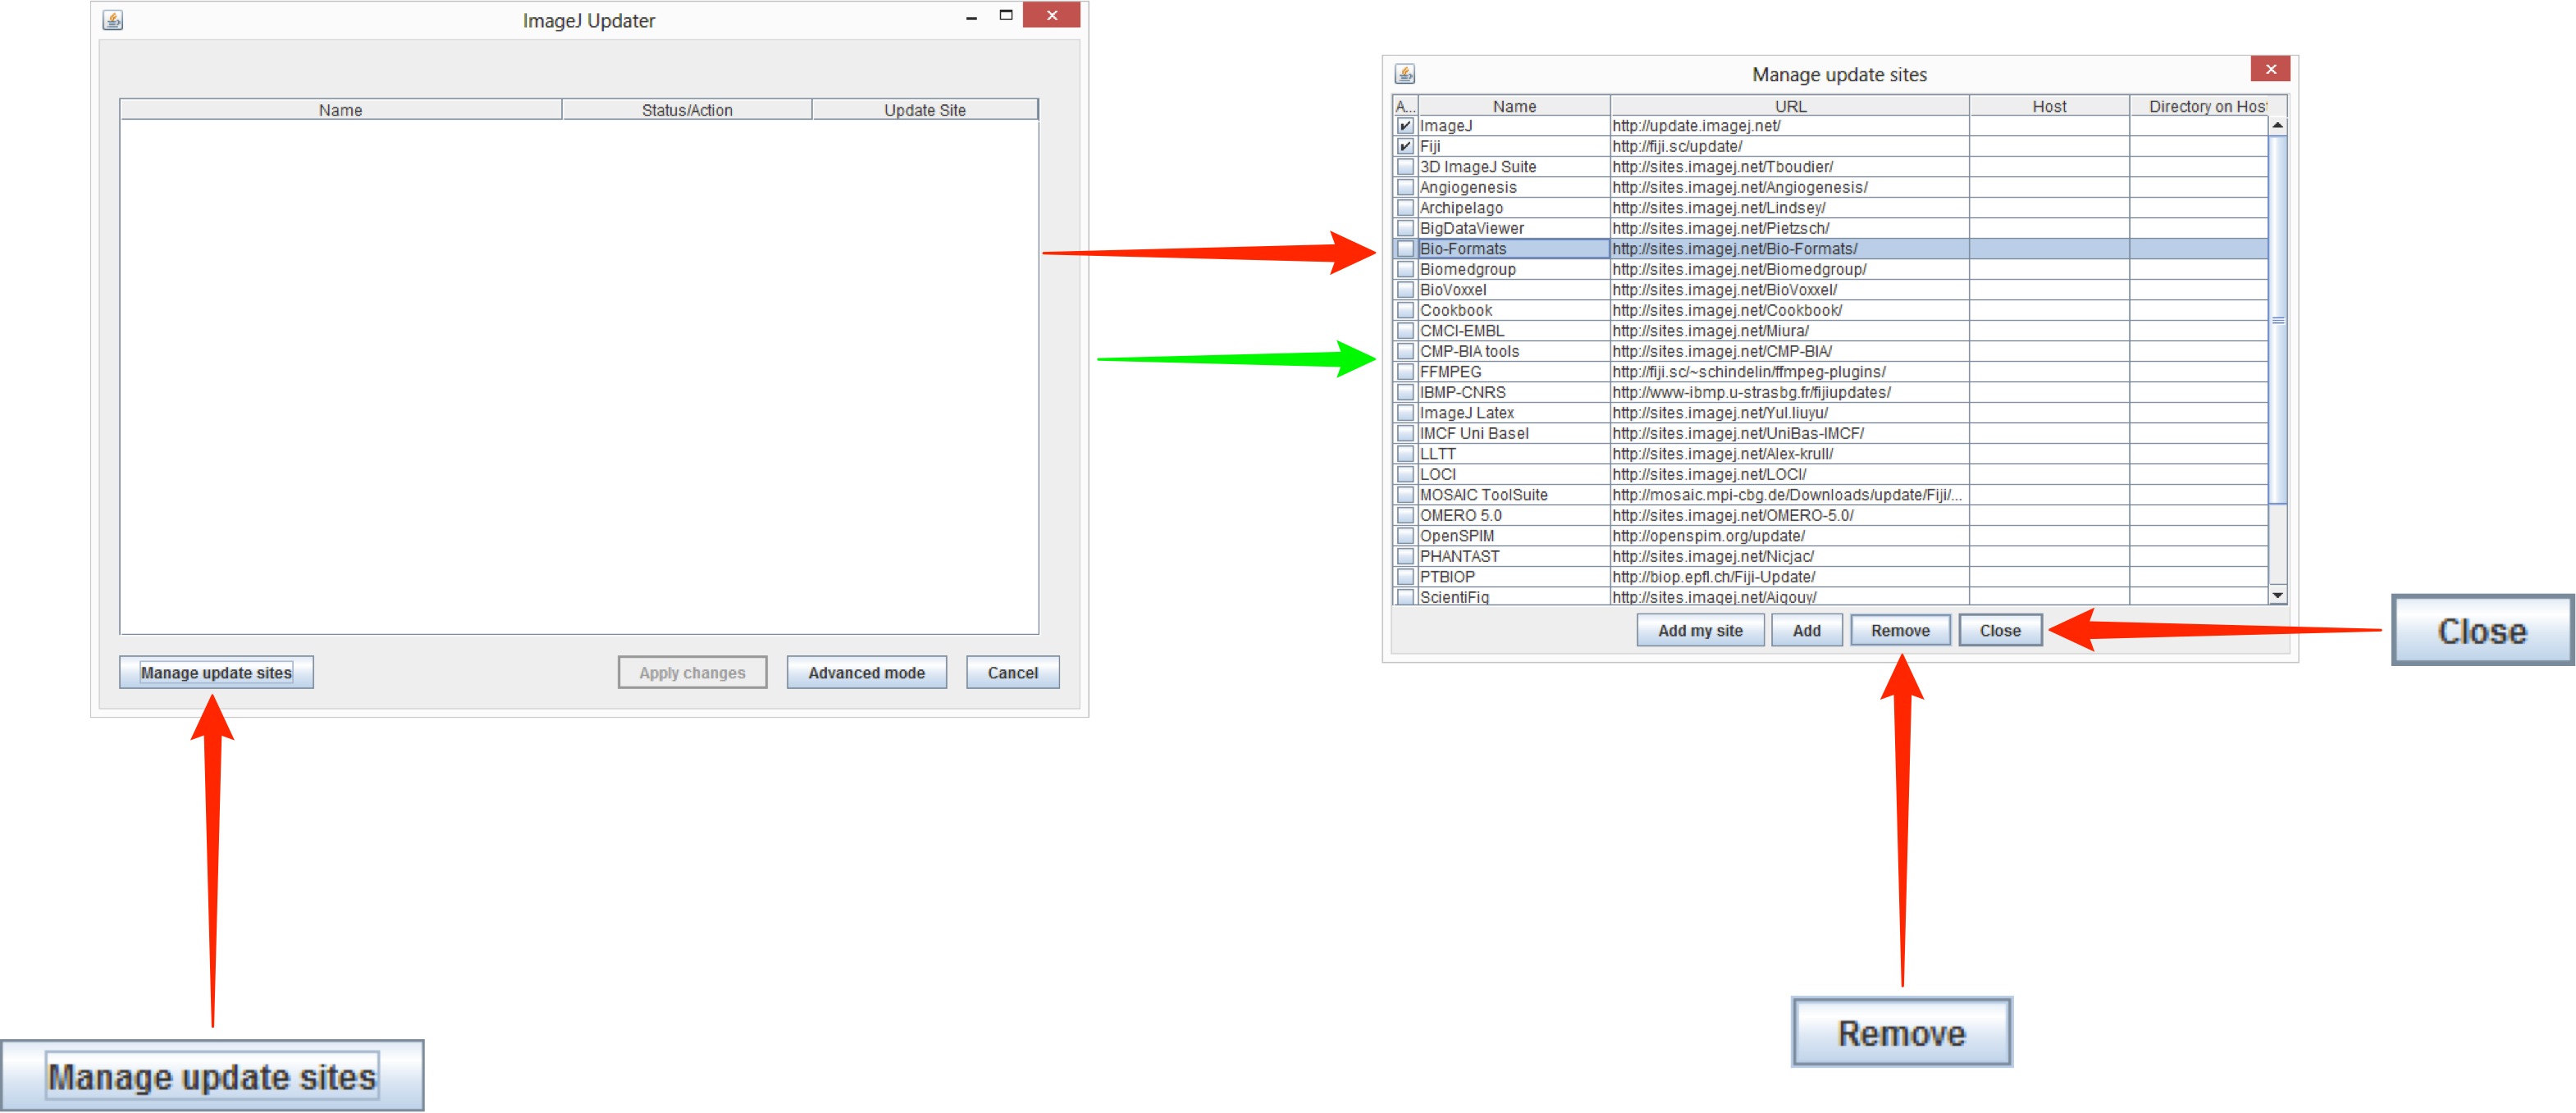 ImageJ Updater
Name Status/Action Update Site
Manage update sites Apply changes Advanced mode Cancel
Manage update sites
Manage update sites
A... Name URL Host Directory on Host
ImageJ http://update.imagej.net/
Fiji http://fiji.sc/update/
3D ImageJ Suite http://sites.imagej.net/Tboudier/
Angiogenesis http://sites.imagej.net/Angiogenesis/
Archipelago http://sites.imagej.net/Lindsey/
BigDataViewer http://sites.imagej.net/Pietzsch/
Bio-Formats http://sites.imagej.net/Bio-Formats/
Biomedgroup http://sites.imagej.net/Biomedgroup/
BioVoxxel http://sites.imagej.net/BioVoxxel/
Cookbook http://sites.imagej.net/Cookbook/
CMCI-EMBL http://sites.imagej.net/Miura/
CMP-BIA tools http://sites.imagej.net/CMP-BIA/
FFMPEG http://fiji.sc/~schindelin/ffmpeg-plugins/
IBMP-CNRS http://www-ibmp.u-strasbg.fr/fijiupdates/
ImageJ Latex http://sites.imagej.net/Yul.liuyu/
IMCF Uni Basel http://sites.imagej.net/UniBas-IMCF/
LLTT http://sites.imagej.net/Alex-krull/
LOCI http://sites.imagej.net/LOCI/
MOSAIC ToolSuite http://mosaic.mpi-cbg.de/Downloads/update/Fiji/...
OMERO 5.0 http://sites.imagej.net/OMERO-5.0/
OpenSPIM http://openspim.org/update/
PHANTAST http://sites.imagej.net/Nicjac/
PTBIOP http://biop.epfl.ch/Fiji-Update/
ScientiFig http://sites.imagej.net/Aigouy/
Add my site Add Remove Close
Close
Remove